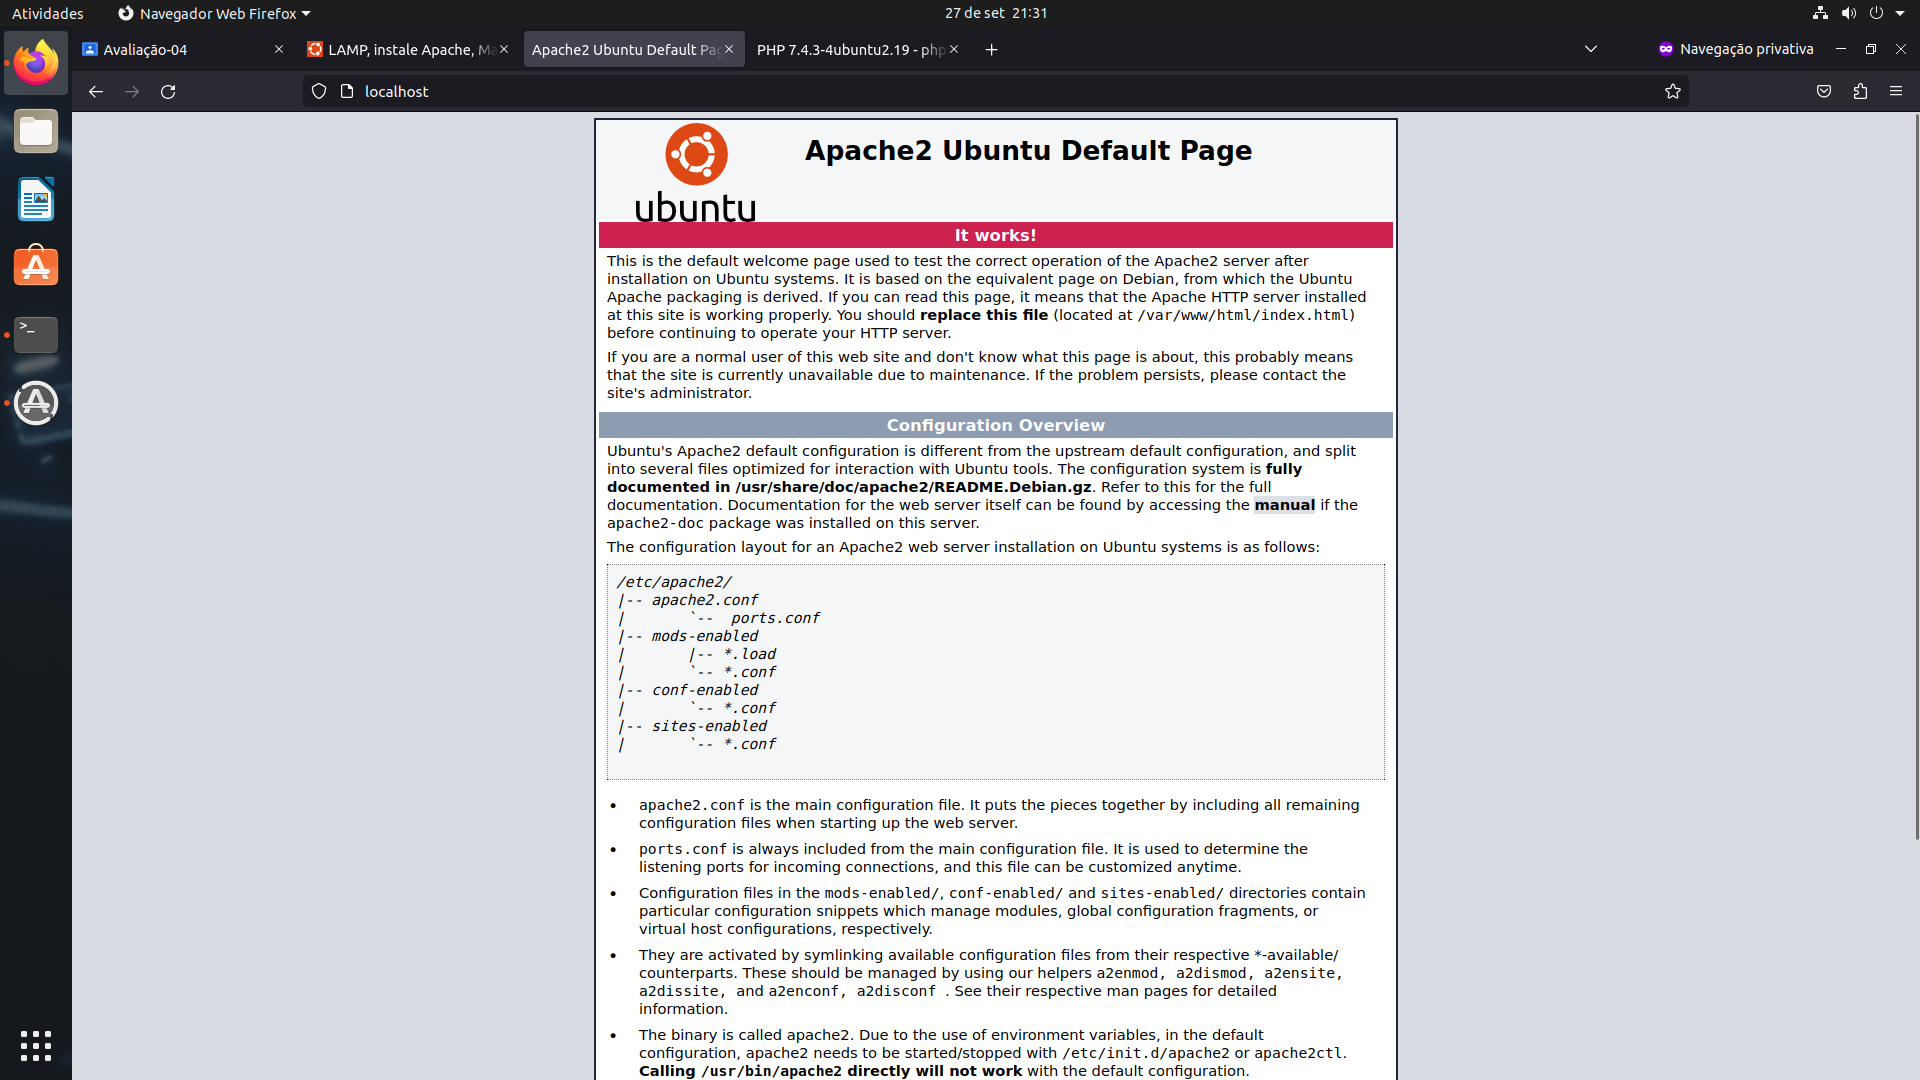 Atividades
Navegador Web Firefox
27 de set 21:31
Avaliação-04
LAMP, instale Apache, Ma
Apache2 Ubuntu Default Pag
PHP 7.4.3-4ubuntu2.19 - php
Navegação privativa
localhost
ubuntu
Apache2 Ubuntu Default Page
It works!
This is the default welcome page used to test the correct operation of the Apache2 server after
installation on Ubuntu systems. It is based on the equivalent page on Debian, from which the Ubuntu
Apache packaging is derived. If you can read this page, it means that the Apache HTTP server installed
at this site is working properly. You should replace this file (located at /var/www/html/index.html)
before continuing to operate your HTTP server.
If you are a normal user of this web site and don't know what this page is about, this probably means
that the site is currently unavailable due to maintenance. If the problem persists, please contact the
site's administrator.
Configuration Overview
Ubuntu's Apache2 default configuration is different from the upstream default configuration, and split
into several files optimized for interaction with Ubuntu tools. The configuration system is fully
documented in /usr/share/doc/apache2/README.Debian.gz. Refer to this for the full
documentation. Documentation for the web server itself can be found by accessing the manual if the
apache2-doc package was installed on this server.
The configuration layout for an Apache2 web server installation on Ubuntu systems is as follows:
/etc/apache2/
|-- apache2.conf
|       `--  ports.conf
|-- mods-enabled
|       |-- *.load
|       `-- *.conf
|-- conf-enabled
|       `-- *.conf
|-- sites-enabled
|       `-- *.conf
• apache2.conf is the main configuration file. It puts the pieces together by including all remaining
configuration files when starting up the web server.
• ports.conf is always included from the main configuration file. It is used to determine the
listening ports for incoming connections, and this file can be customized anytime.
• Configuration files in the mods-enabled/, conf-enabled/ and sites-enabled/ directories contain
particular configuration snippets which manage modules, global configuration fragments, or
virtual host configurations, respectively.
• They are activated by symlinking available configuration files from their respective *-available/
counterparts. These should be managed by using our helpers a2enmod, a2dismod, a2ensite,
a2dissite, and a2enconf, a2disconf . See their respective man pages for detailed
information.
• The binary is called apache2. Due to the use of environment variables, in the default
configuration, apache2 needs to be started/stopped with /etc/init.d/apache2 or apache2ctl.
Calling /usr/bin/apache2 directly will not work with the default configuration.